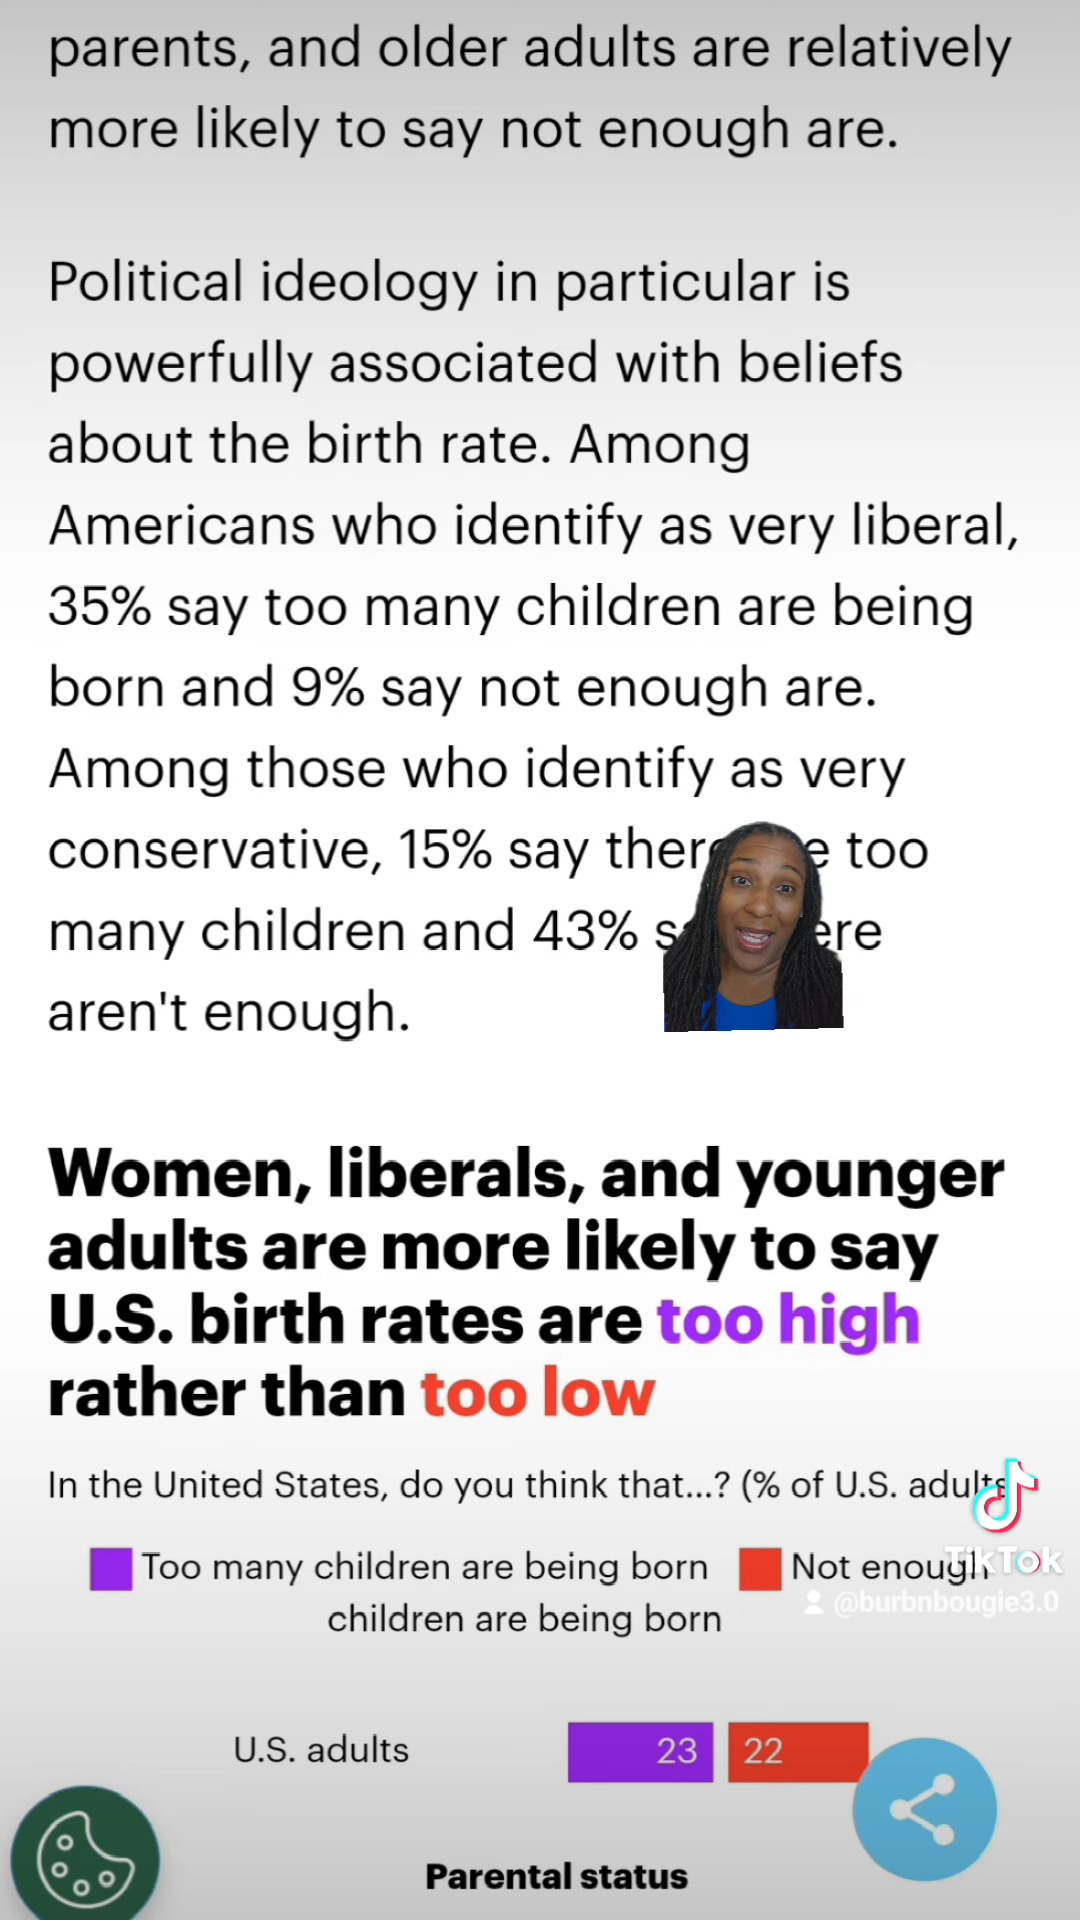 parents, and older adults are relatively
more likely to say not enough are.
Political ideology in particular is
powerfully associated with beliefs
about the birth rate. Among
Americans who identify as very liberal,
35% say too many children are being
born and 9% say not enough are.
Among those who identify as very
conservative, 15% say too
many children and 43%
aren't enough.
Women, liberals, and younger
adults are more likely to say
U.S. birth rates are too high
rather than too low
In the United States, do you think that...? (% of U.S. adults
Too many children are being born Not enough
children are being born
TikTok
@burbnbougie3.0
U.S. adults 23 22
Parental status